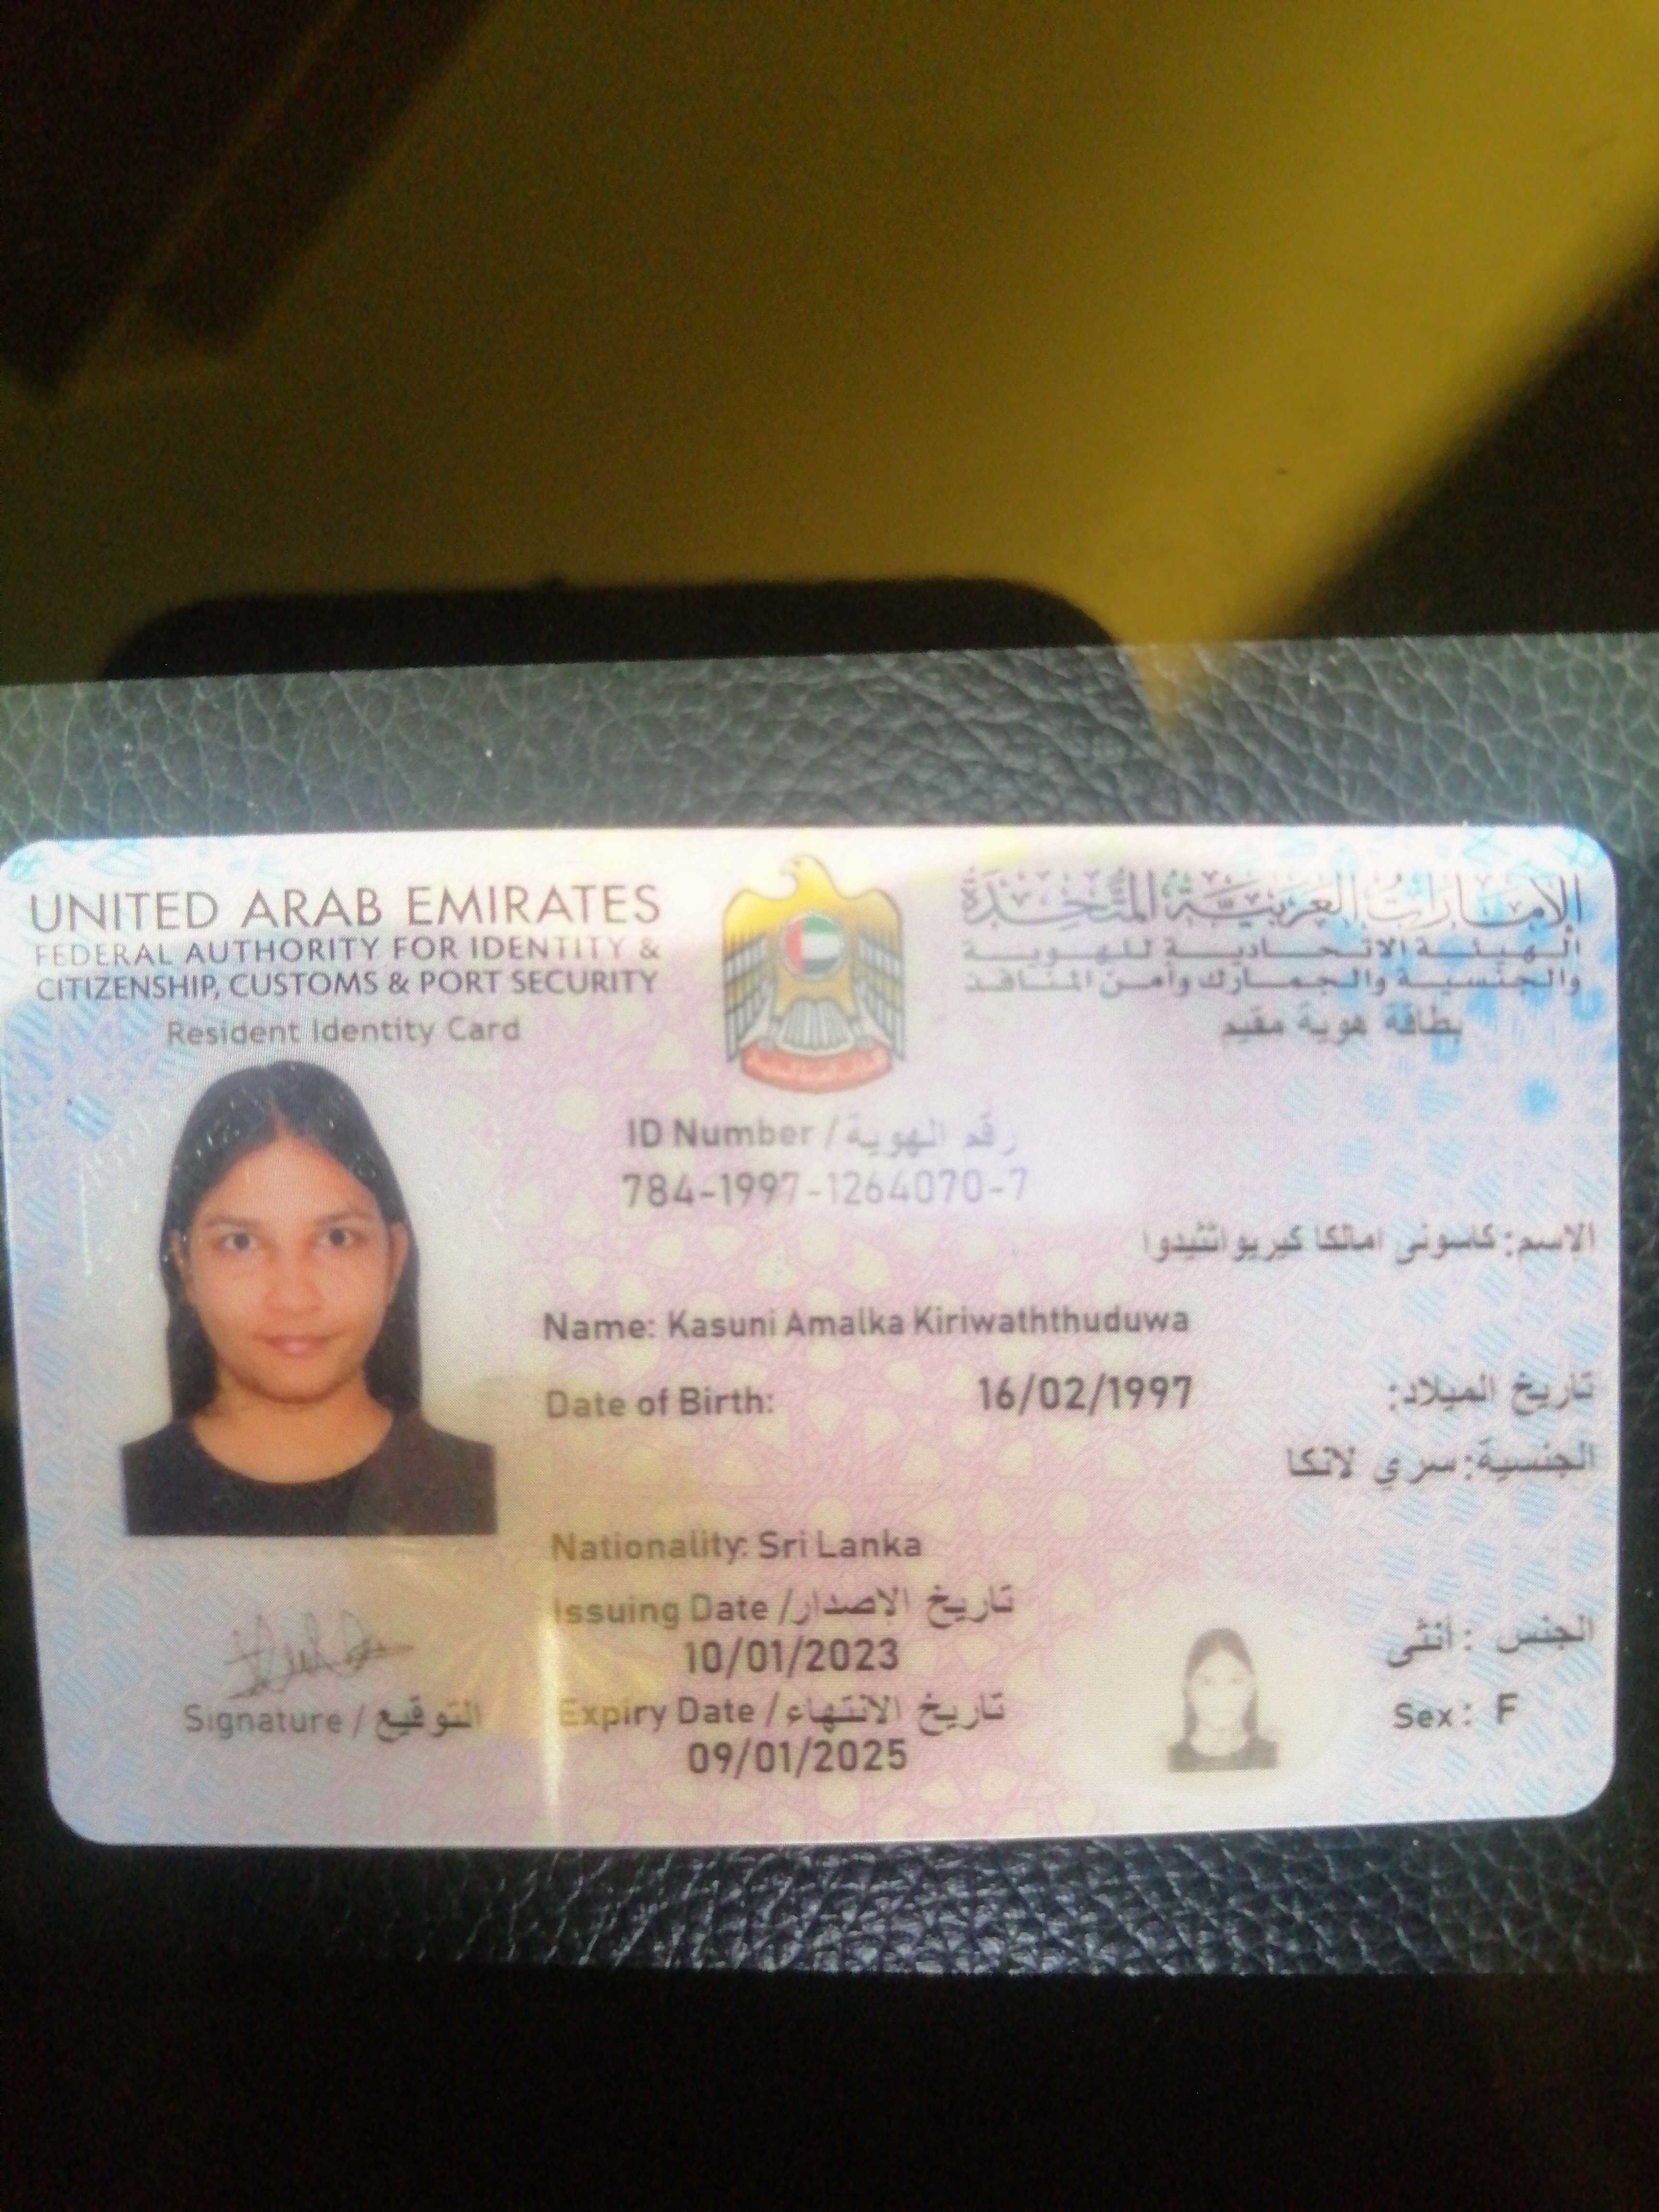 UNITED ARAB EMIRATES
FEDERAL AUTHORITY FOR IDENTITY &
CITIZENSHIP, CUSTOMS & PORT SECURITY
Resident Identity Card
الإمارات العربية المتحدة
الهيئة الاتحادية للهوية
والجنسية والجمارك وأمن المنافذ
بطاقة هوية مقيم
ID Number / رقم الهوية
784-1997-1264070-7
الاسم: كاسونى امالكا كيريواتثيدوا
Name: Kasuni Amalka Kiriwaththuduwa
Date of Birth: 16/02/1997 تاريخ الميلاد:
الجنسية: سري لانكا
Nationality: Sri Lanka
Issuing Date / تاريخ الاصدار
10/01/2023
Expiry Date / تاريخ الانتهاء
09/01/2025
الجنس : أنثى
Sex : F
Signature / التوقيع